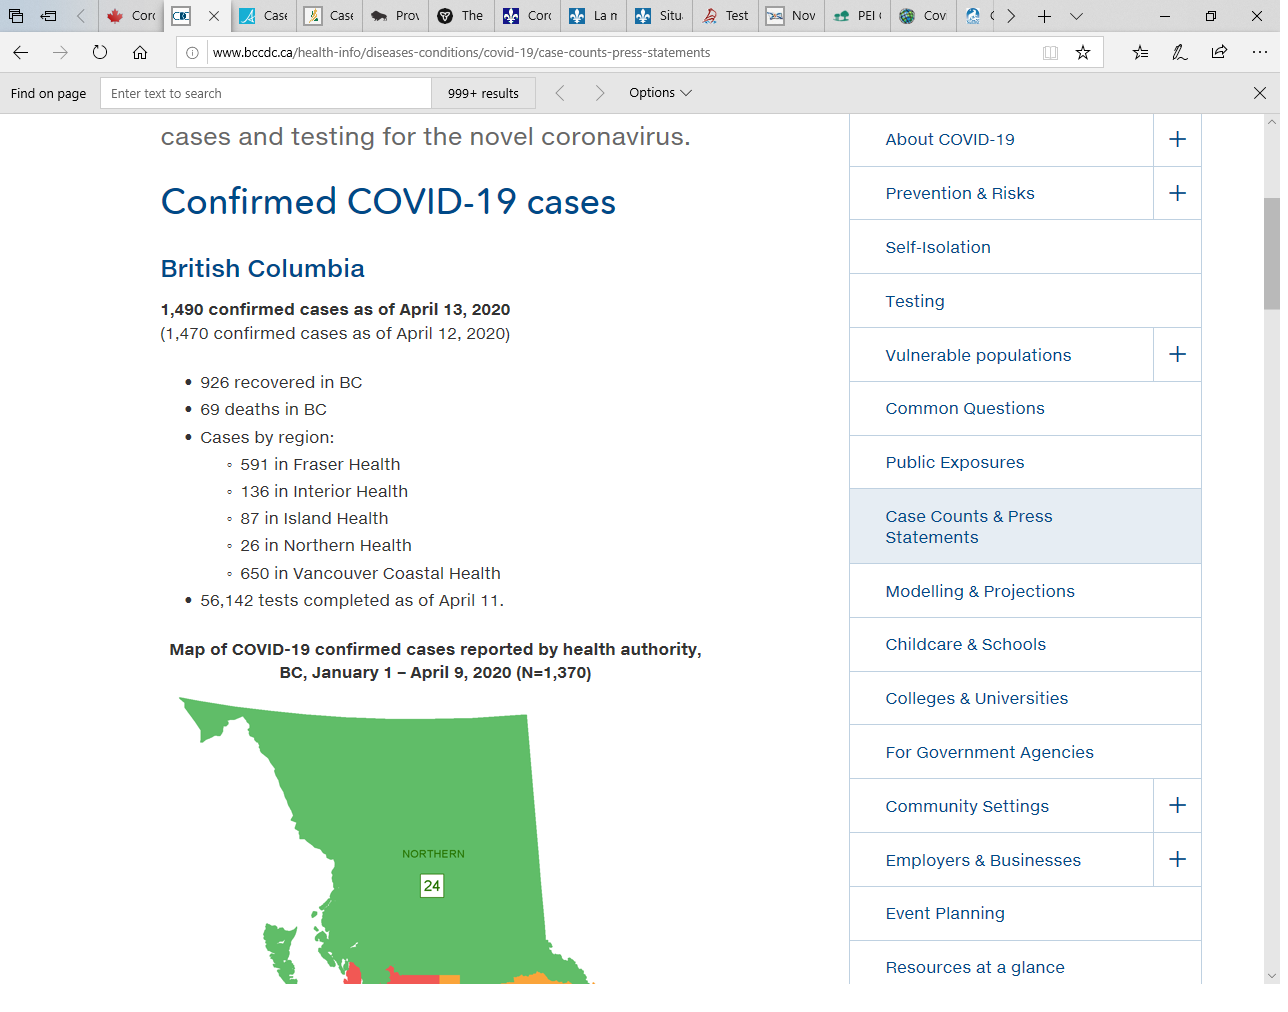 Corc
Case
Case
Prov
The
Corc
La m
Situ
Test
Nov
PEI
Cov
www.bccdc.ca/health-info/diseases-conditions/covid-19/case-counts-press-statements
Find on page
Enter text to search
999+ results
Options
cases and testing for the novel coronavirus.
Confirmed COVID-19 cases
British Columbia
1,490 confirmed cases as of April 13, 2020
(1,470 confirmed cases as of April 12, 2020)
• 926 recovered in BC
• 69 deaths in BC
• Cases by region:
◦ 591 in Fraser Health
◦ 136 in Interior Health
◦ 87 in Island Health
◦ 26 in Northern Health
◦ 650 in Vancouver Coastal Health
• 56,142 tests completed as of April 11.
Map of COVID-19 confirmed cases reported by health authority,
BC, January 1 – April 9, 2020 (N=1,370)
NORTHERN
24
About COVID-19
Prevention & Risks
Self-Isolation
Testing
Vulnerable populations
Common Questions
Public Exposures
Case Counts & Press
Statements
Modelling & Projections
Childcare & Schools
Colleges & Universities
For Government Agencies
Community Settings
Employers & Businesses
Event Planning
Resources at a glance